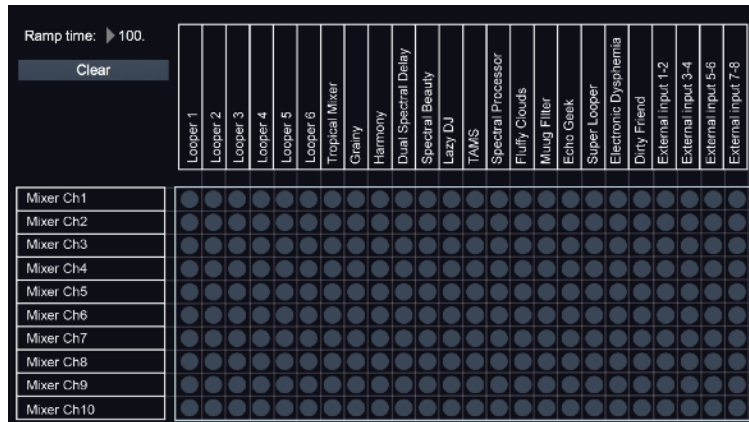 Ramp time: 100.
Clear
Looper 1
Looper 2
Looper 3
Looper 4
Looper 5
Looper 6
Tropical Mixer
Grainy
Harmony
Dual Spectral Delay
Spectral Beauty
Lazy DJ
TAMS
Spectral Processor
Fluffy Clouds
Muug Filter
Echo Geek
Super Looper
Electronic Dysphemia
Dirty Friend
External input 1-2
External input 3-4
External input 5-6
External input 7-8
Mixer Ch1
Mixer Ch2
Mixer Ch3
Mixer Ch4
Mixer Ch5
Mixer Ch6
Mixer Ch7
Mixer Ch8
Mixer Ch9
Mixer Ch10